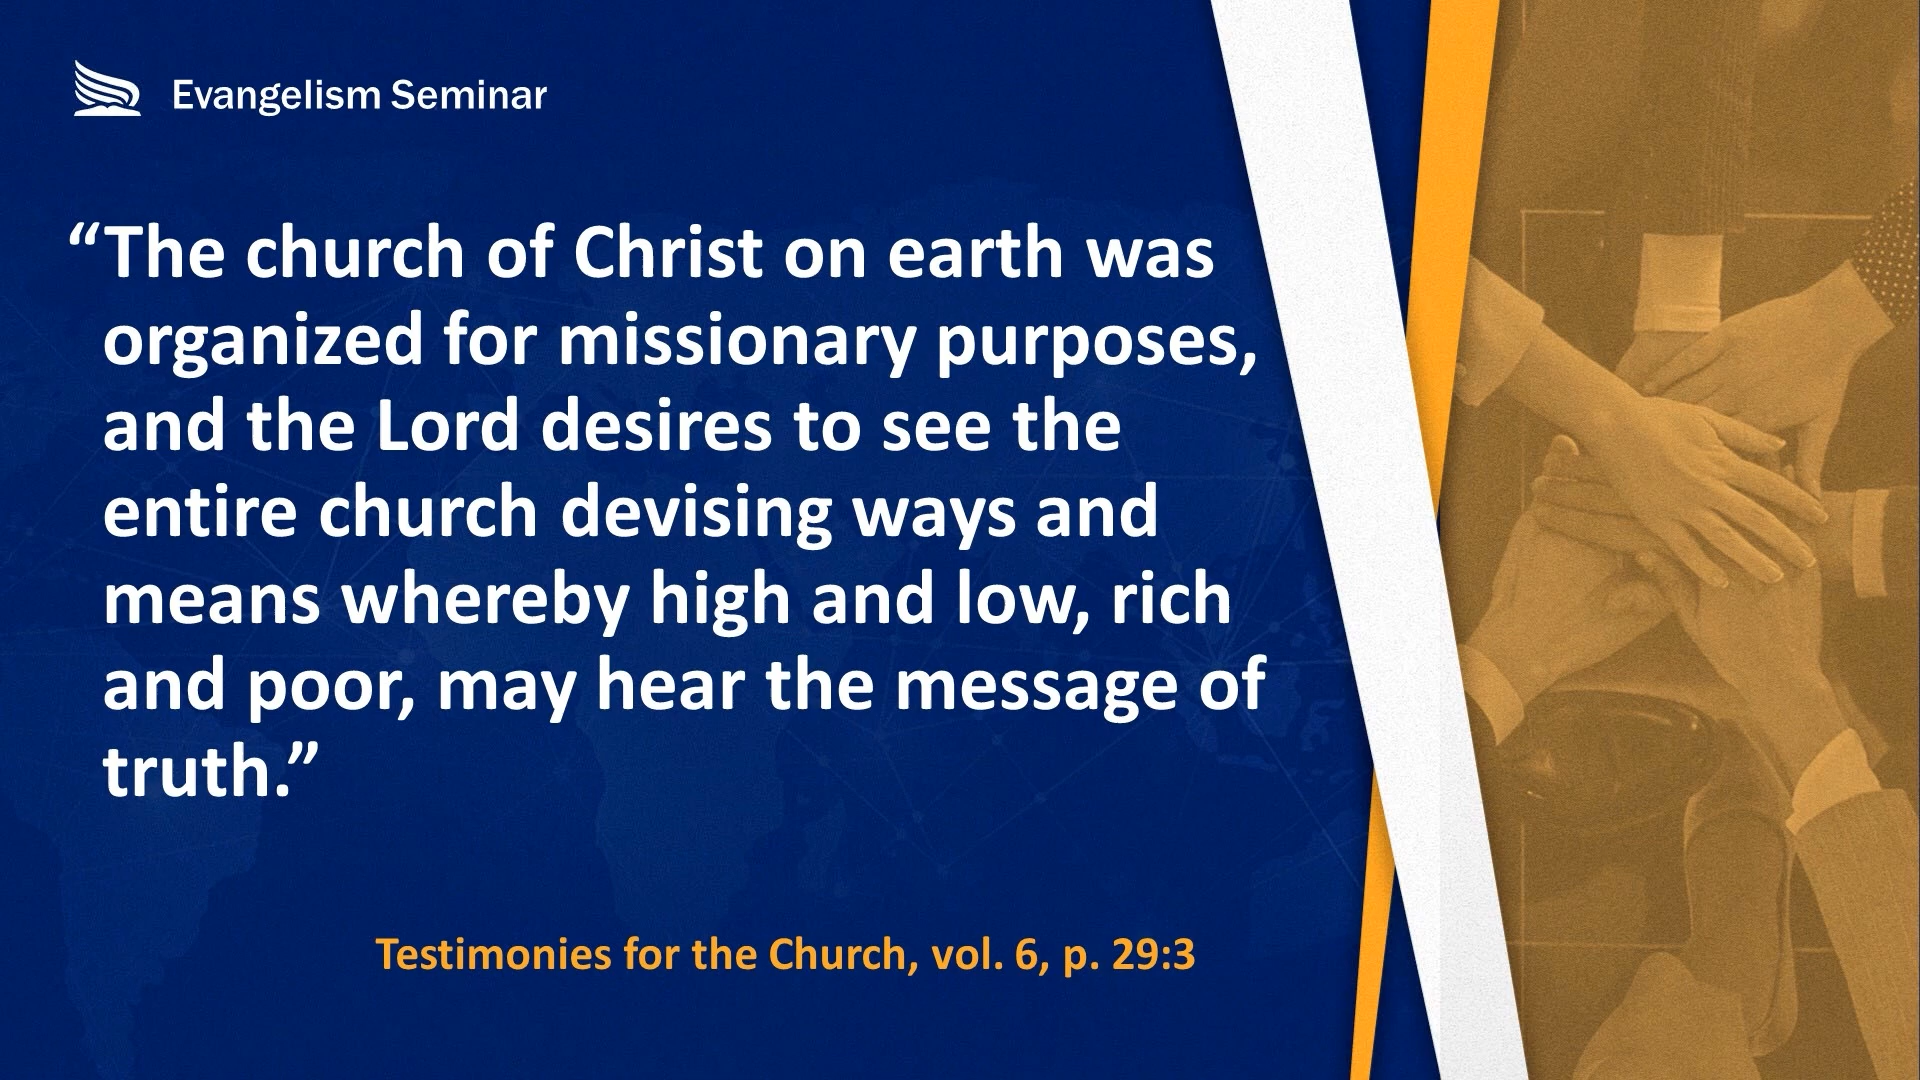 Evangelism Seminar
“The church of Christ on earth was
organized for missionary purposes,
and the Lord desires to see the
entire church devising ways and
means whereby high and low, rich
and poor, may hear the message of
truth.”
Testimonies for the Church, vol. 6, p. 29:3